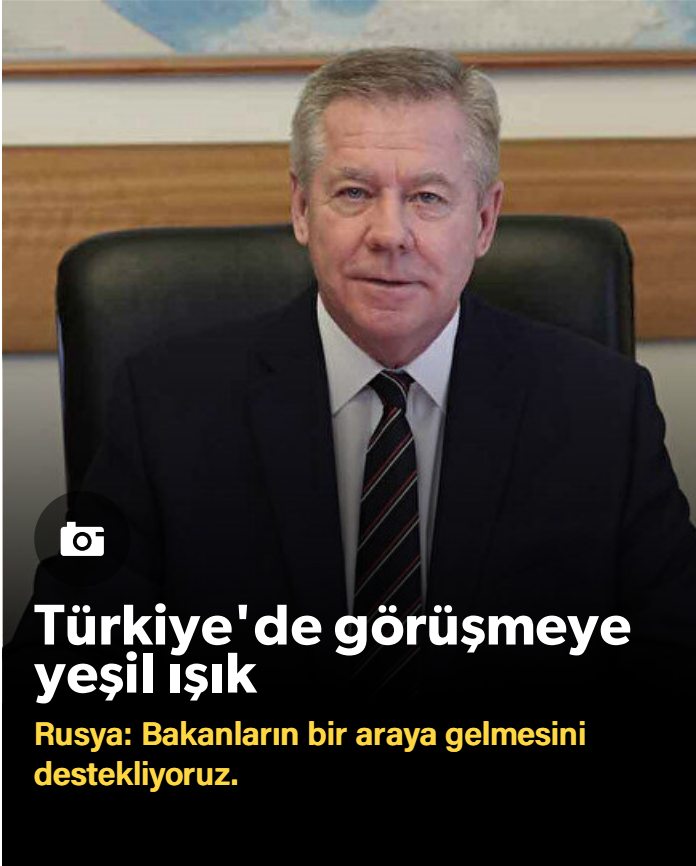 Türkiye'de görüşmeye
yeşil ışık
Rusya: Bakanların bir araya gelmesini
destekliyoruz.